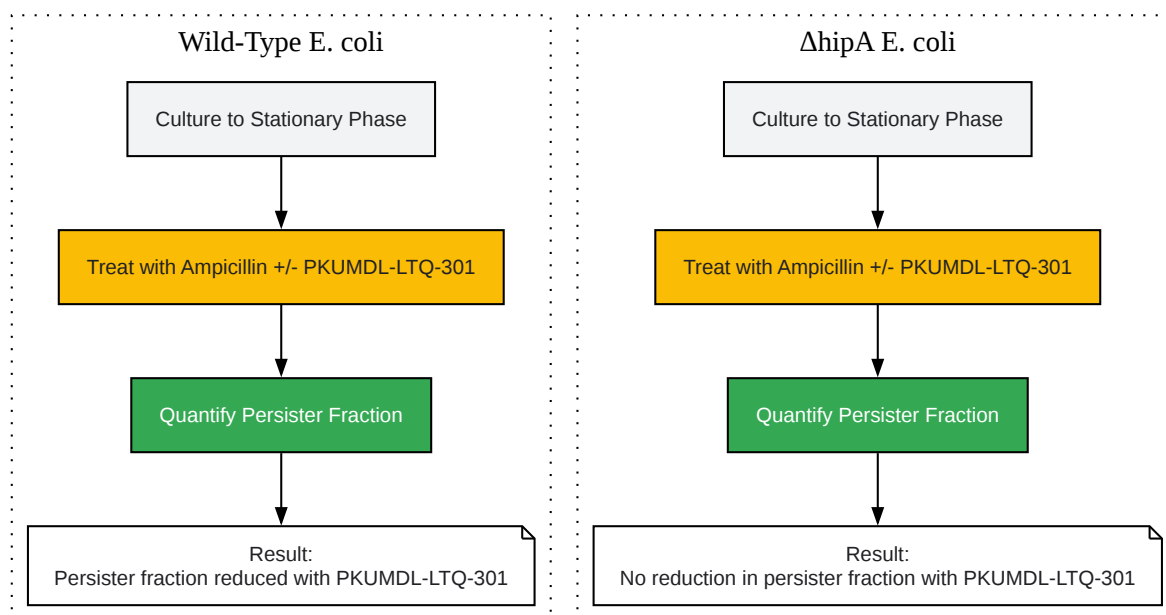 Wild-Type E. coli
Culture to Stationary Phase
Treat with Ampicillin +/- PKUMDL-LTQ-301
Quantify Persister Fraction
Result:
Persister fraction reduced with PKUMDL-LTQ-301
ΔhipA E. coli
Culture to Stationary Phase
Treat with Ampicillin +/- PKUMDL-LTQ-301
Quantify Persister Fraction
Result:
No reduction in persister fraction with PKUMDL-LTQ-301